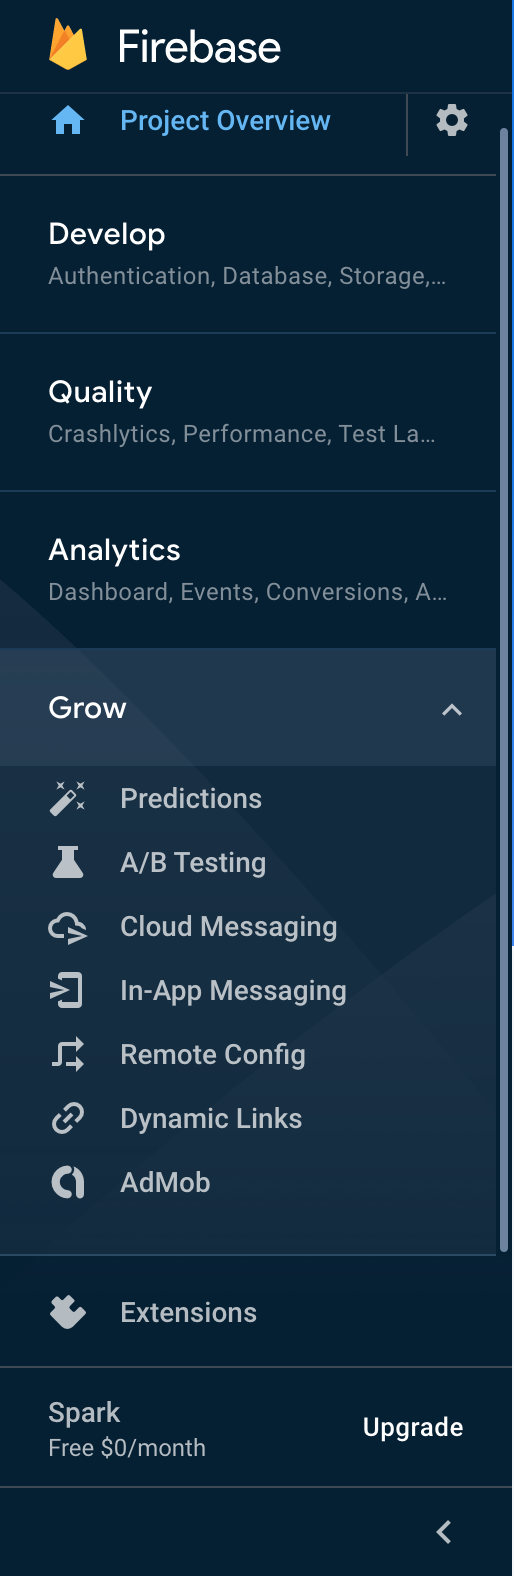 Firebase
Project Overview
Develop
Authentication, Database, Storage,...
Quality
Crashlytics, Performance, Test La...
Analytics
Dashboard, Events, Conversions, A...
Grow
Predictions
A/B Testing
Cloud Messaging
In-App Messaging
Remote Config
Dynamic Links
AdMob
Extensions
Spark
Free $0/month
Upgrade